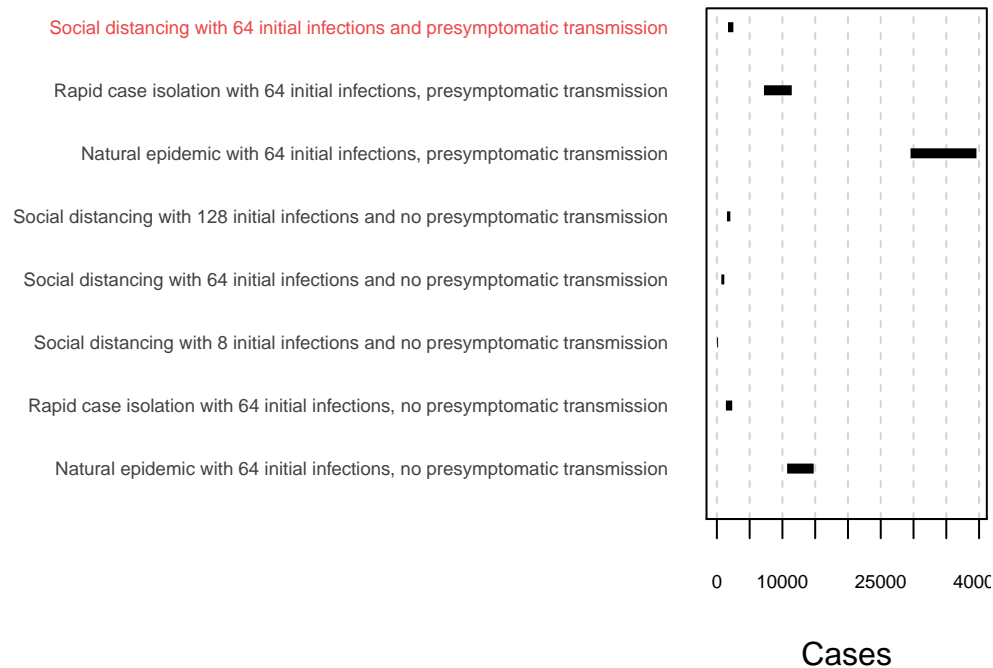 Social distancing with 64 initial infections and presymptomatic transmission
Rapid case isolation with 64 initial infections, presymptomatic transmission
Natural epidemic with 64 initial infections, presymptomatic transmission
Social distancing with 128 initial infections and no presymptomatic transmission
Social distancing with 64 initial infections and no presymptomatic transmission
Social distancing with 8 initial infections and no presymptomatic transmission
Rapid case isolation with 64 initial infections, no presymptomatic transmission
Natural epidemic with 64 initial infections, no presymptomatic transmission
0 10000 25000 4000
Cases